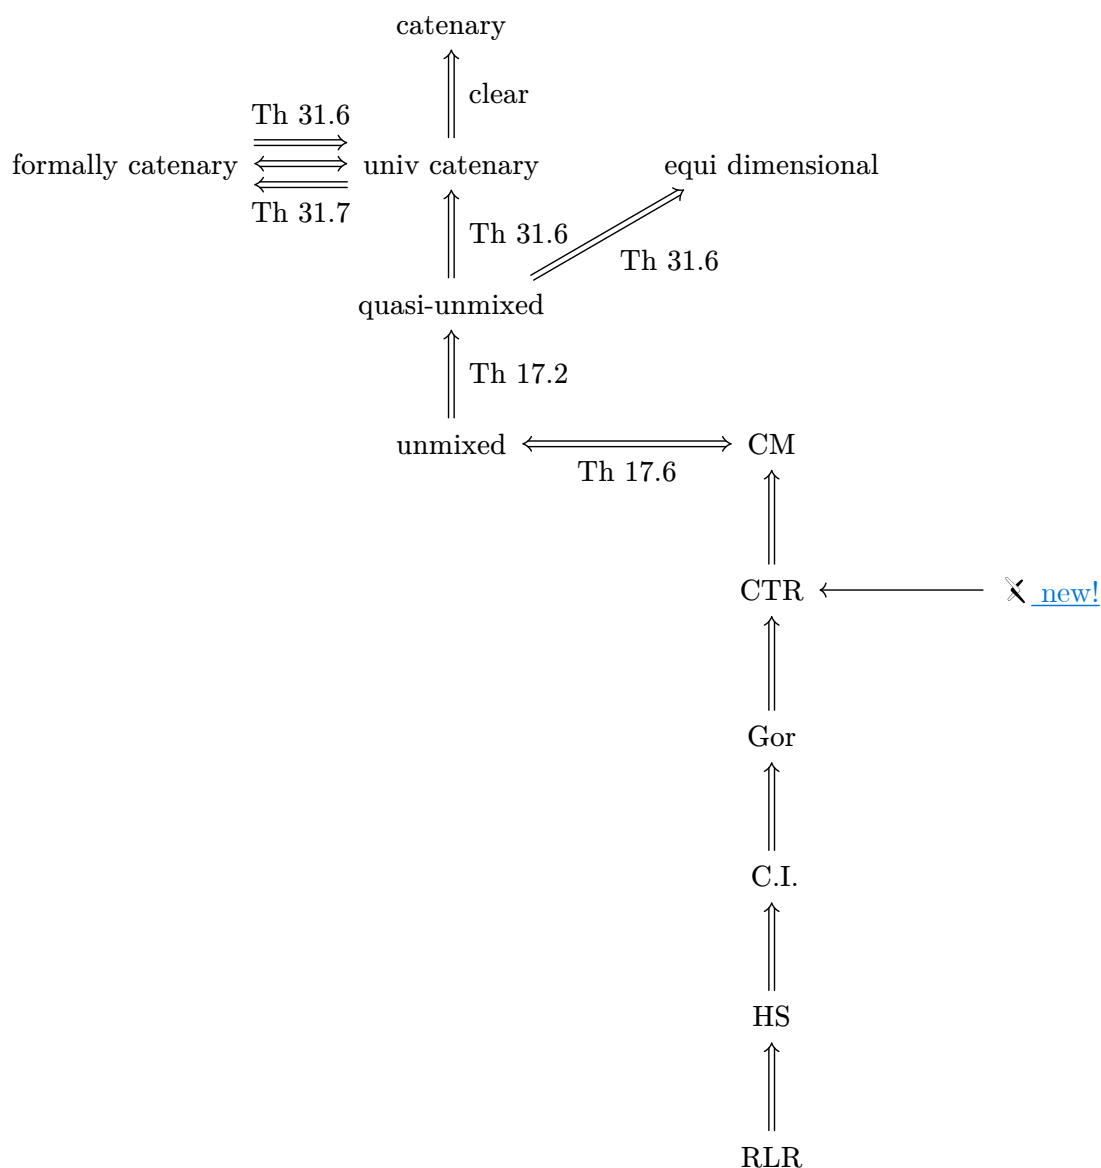 catenary
clear
Th 31.6
formally catenary
univ catenary
equi dimensional
Th 31.7
Th 31.6
Th 31.6
quasi-unmixed
Th 17.2
unmixed
CM
Th 17.6
CTR
new!
Gor
C.I.
HS
RLR